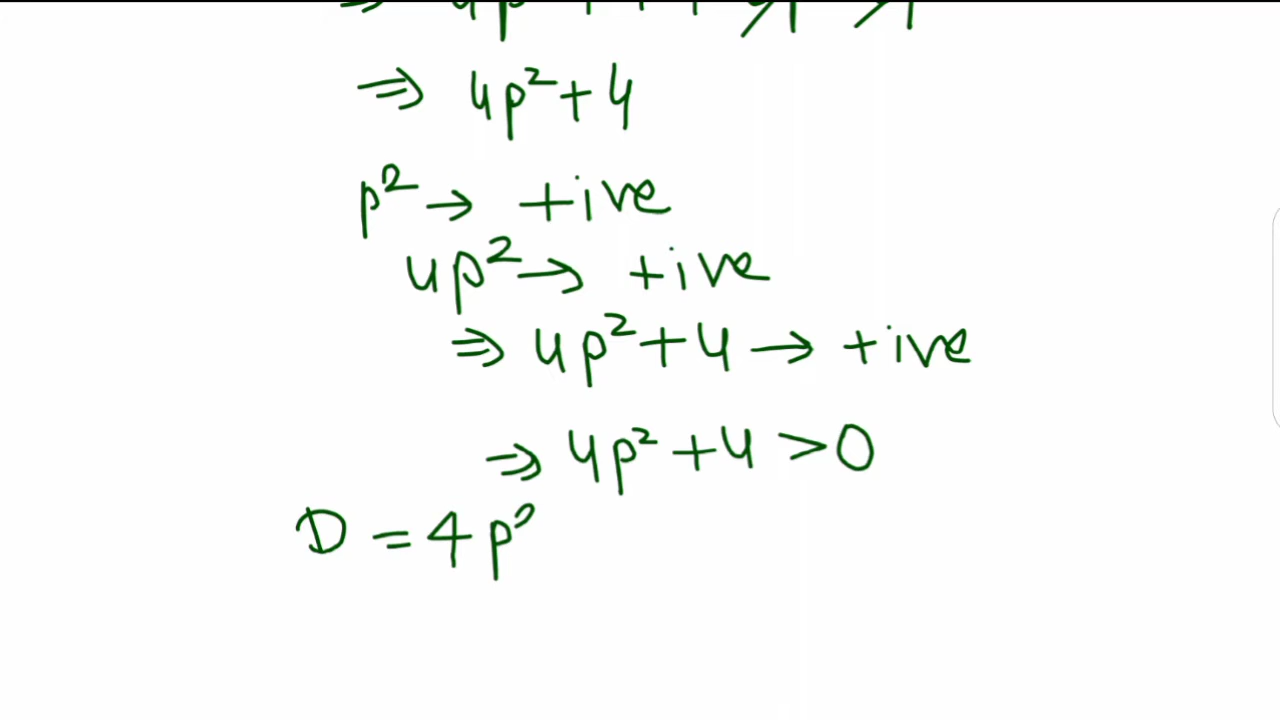 ⇒ 4p²+4
p² → +ive
4p² → +ive
⇒ 4p²+4 → +ive
⇒ 4p²+4 >0
D = 4p